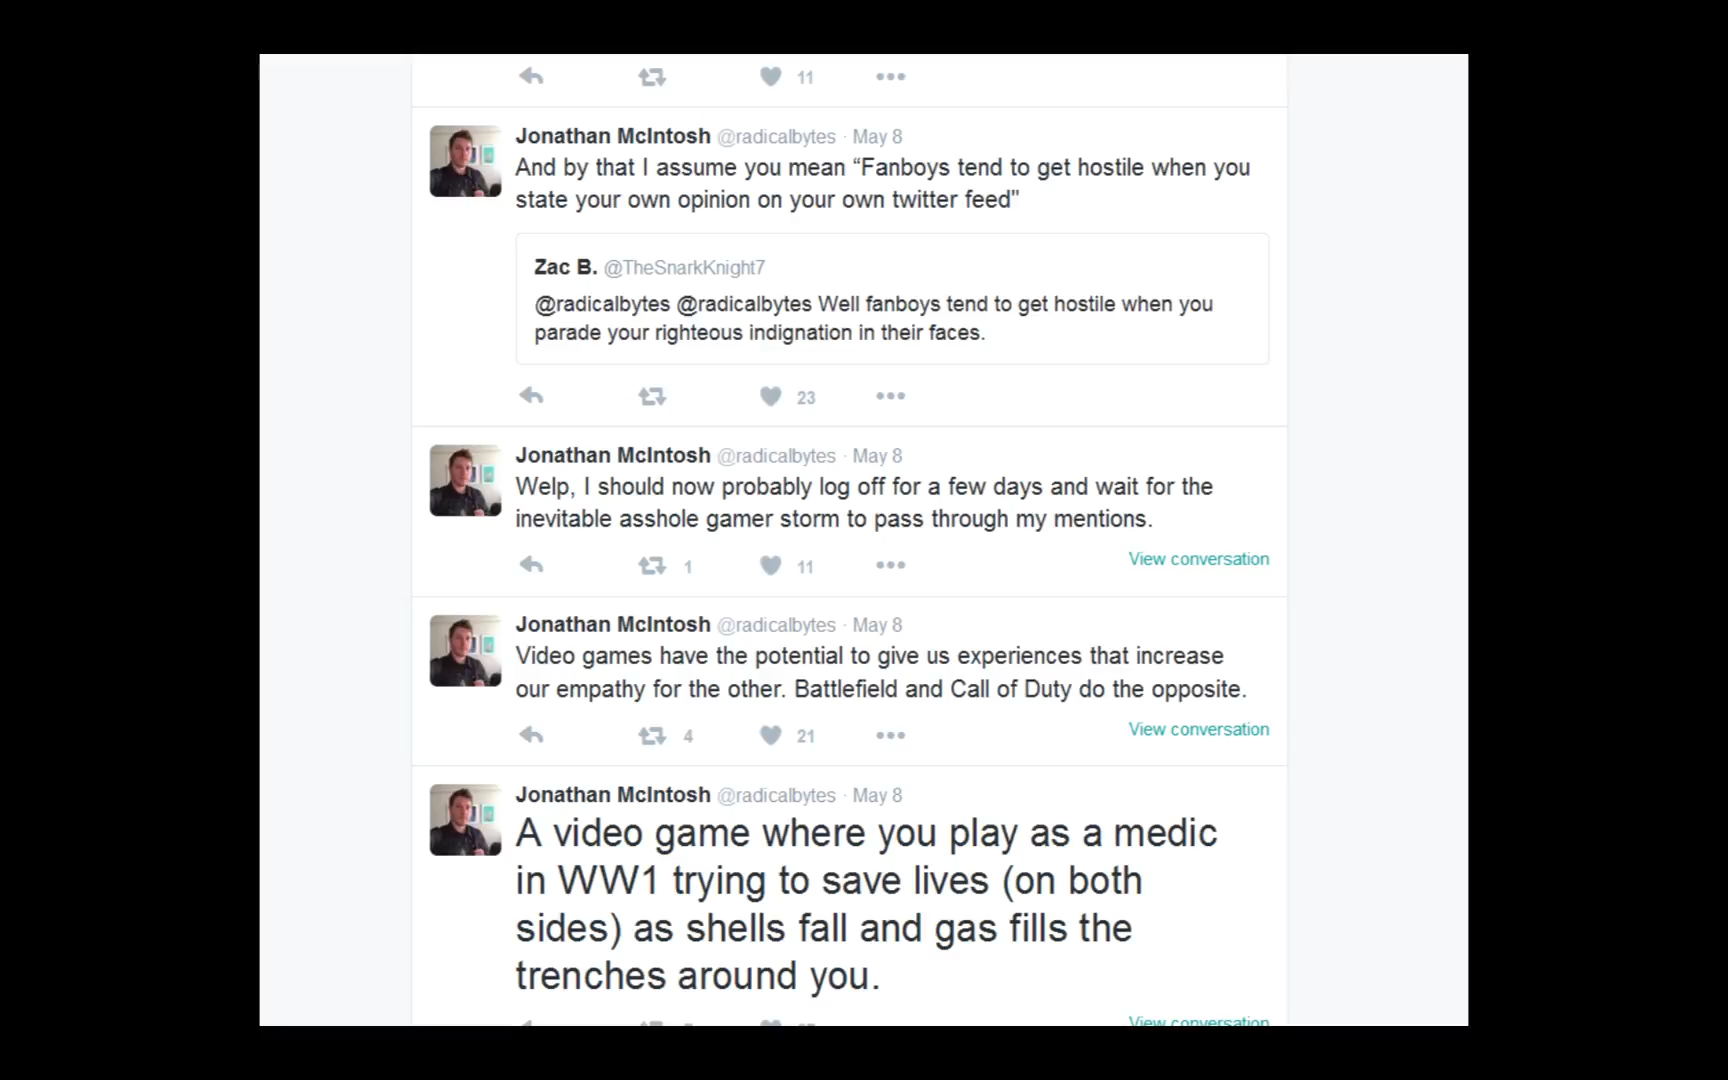 11
Jonathan McIntosh @radicalbytes · May 8
And by that I assume you mean “Fanboys tend to get hostile when you
state your own opinion on your own twitter feed"
Zac B. @TheSnarkKnight7
@radicalbytes @radicalbytes Well fanboys tend to get hostile when you
parade your righteous indignation in their faces.
23
Jonathan McIntosh @radicalbytes · May 8
Welp, I should now probably log off for a few days and wait for the
inevitable asshole gamer storm to pass through my mentions.
1 11 View conversation
Jonathan McIntosh @radicalbytes · May 8
Video games have the potential to give us experiences that increase
our empathy for the other. Battlefield and Call of Duty do the opposite.
4 21 View conversation
Jonathan McIntosh @radicalbytes · May 8
A video game where you play as a medic
in WW1 trying to save lives (on both
sides) as shells fall and gas fills the
trenches around you.
View conversation